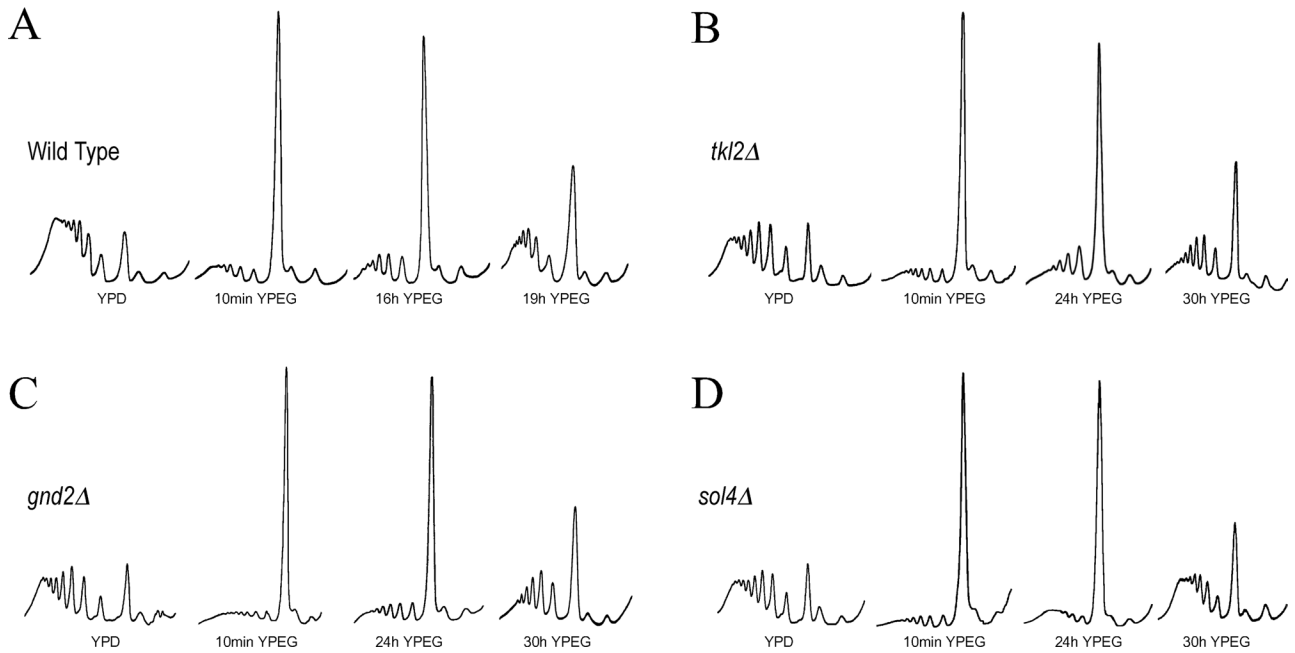 A
Wild Type
YPD 10min YPEG 16h YPEG 19h YPEG
B
tkl2Δ
YPD 10min YPEG 24h YPEG 30h YPEG
C
gnd2Δ
YPD 10min YPEG 24h YPEG 30h YPEG
D
sol4Δ
YPD 10min YPEG 24h YPEG 30h YPEG